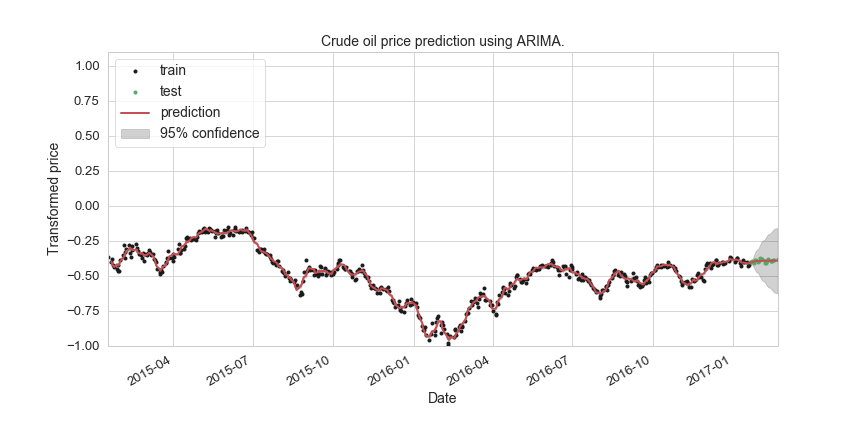 Crude oil price prediction using ARIMA.
train
test
prediction
95% confidence
Transformed price
1.00
0.75
0.50
0.25
0.00
−0.25
−0.50
−0.75
−1.00
2015-04
2015-07
2015-10
2016-01
2016-04
2016-07
2016-10
2017-01
Date